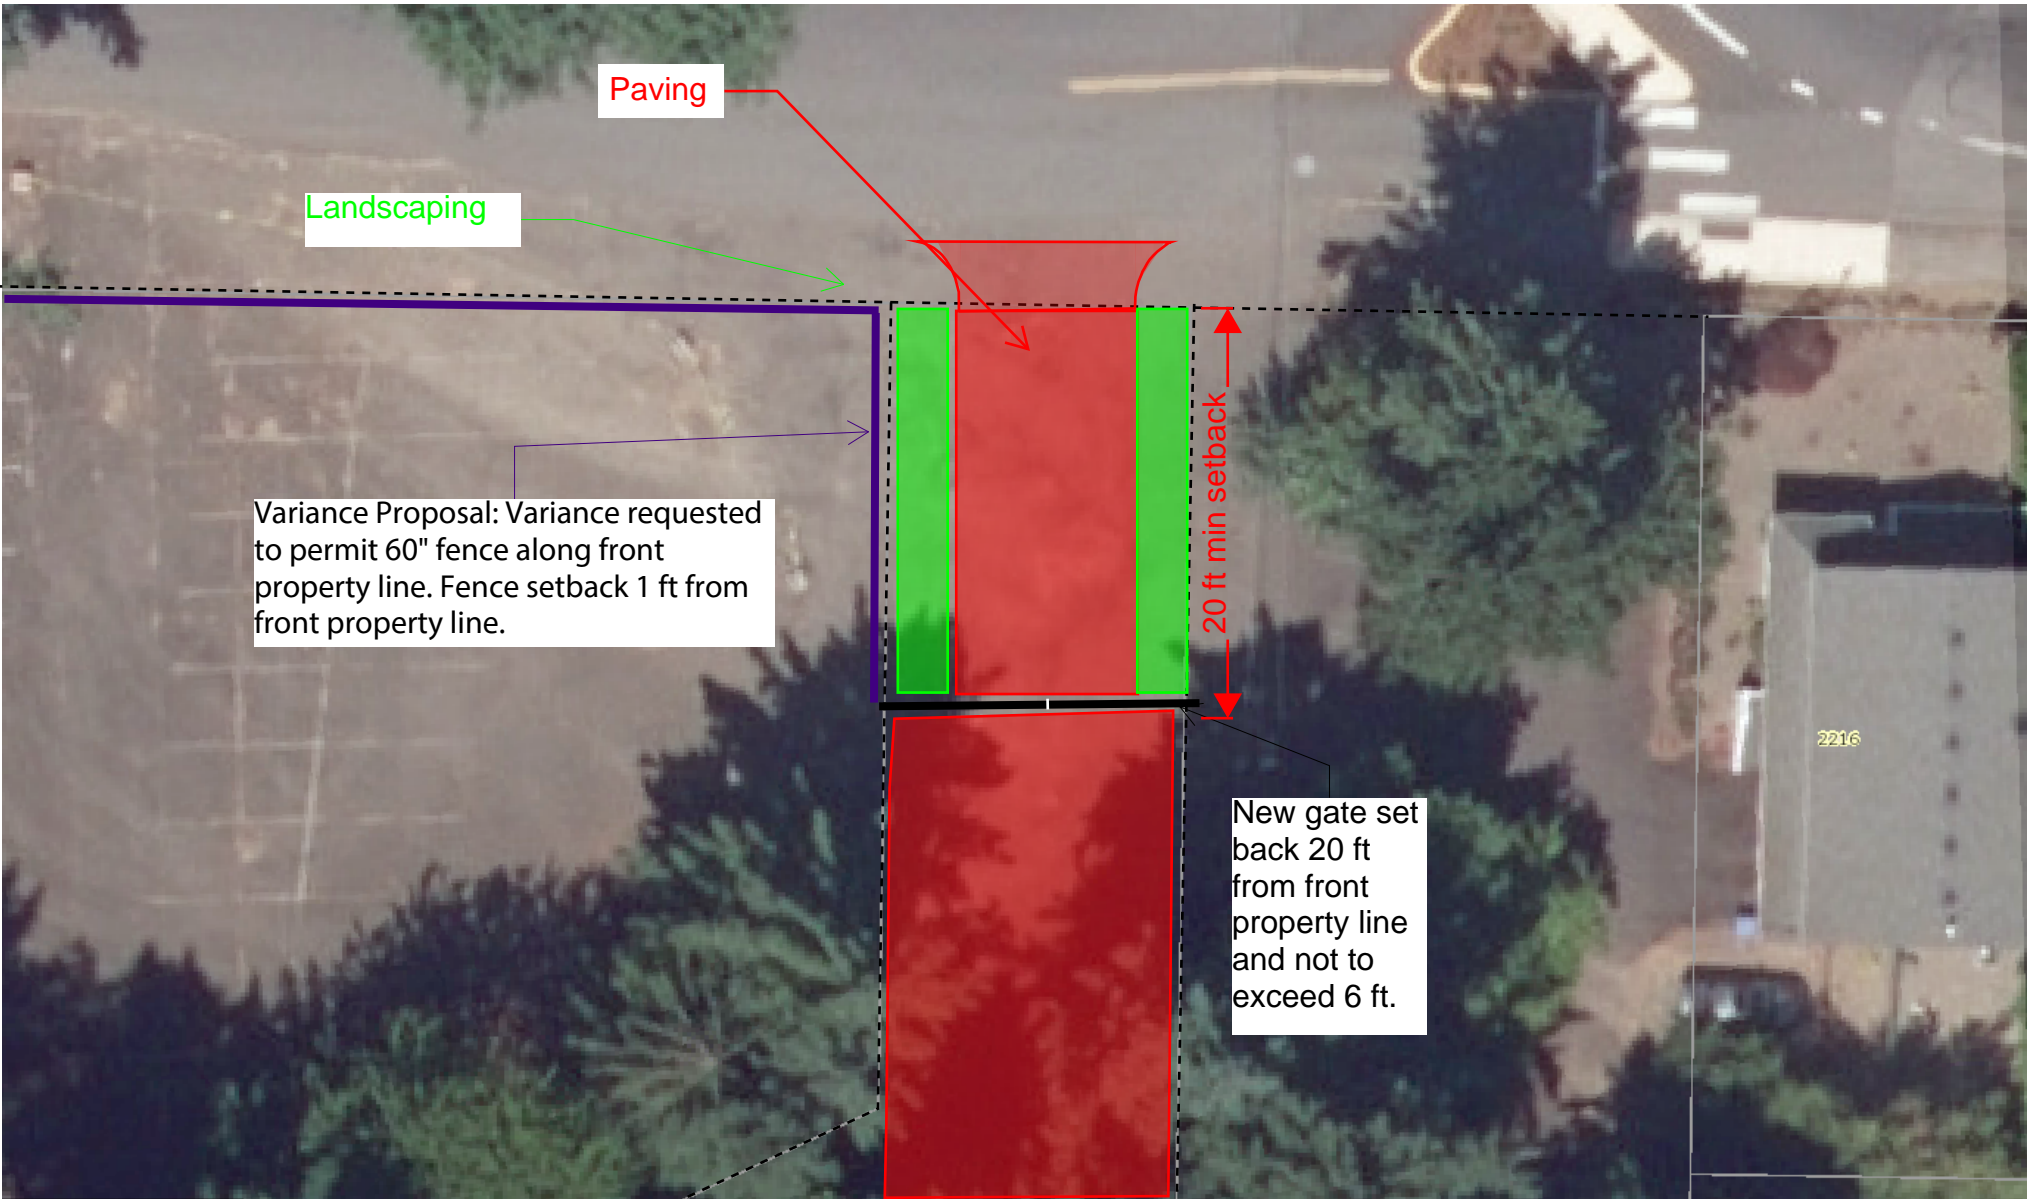 Paving
Landscaping
Variance Proposal: Variance requested
to permit 60" fence along front
property line. Fence setback 1 ft from
front property line.
20 ft min setback
2216
New gate set
back 20 ft
from front
property line
and not to
exceed 6 ft.